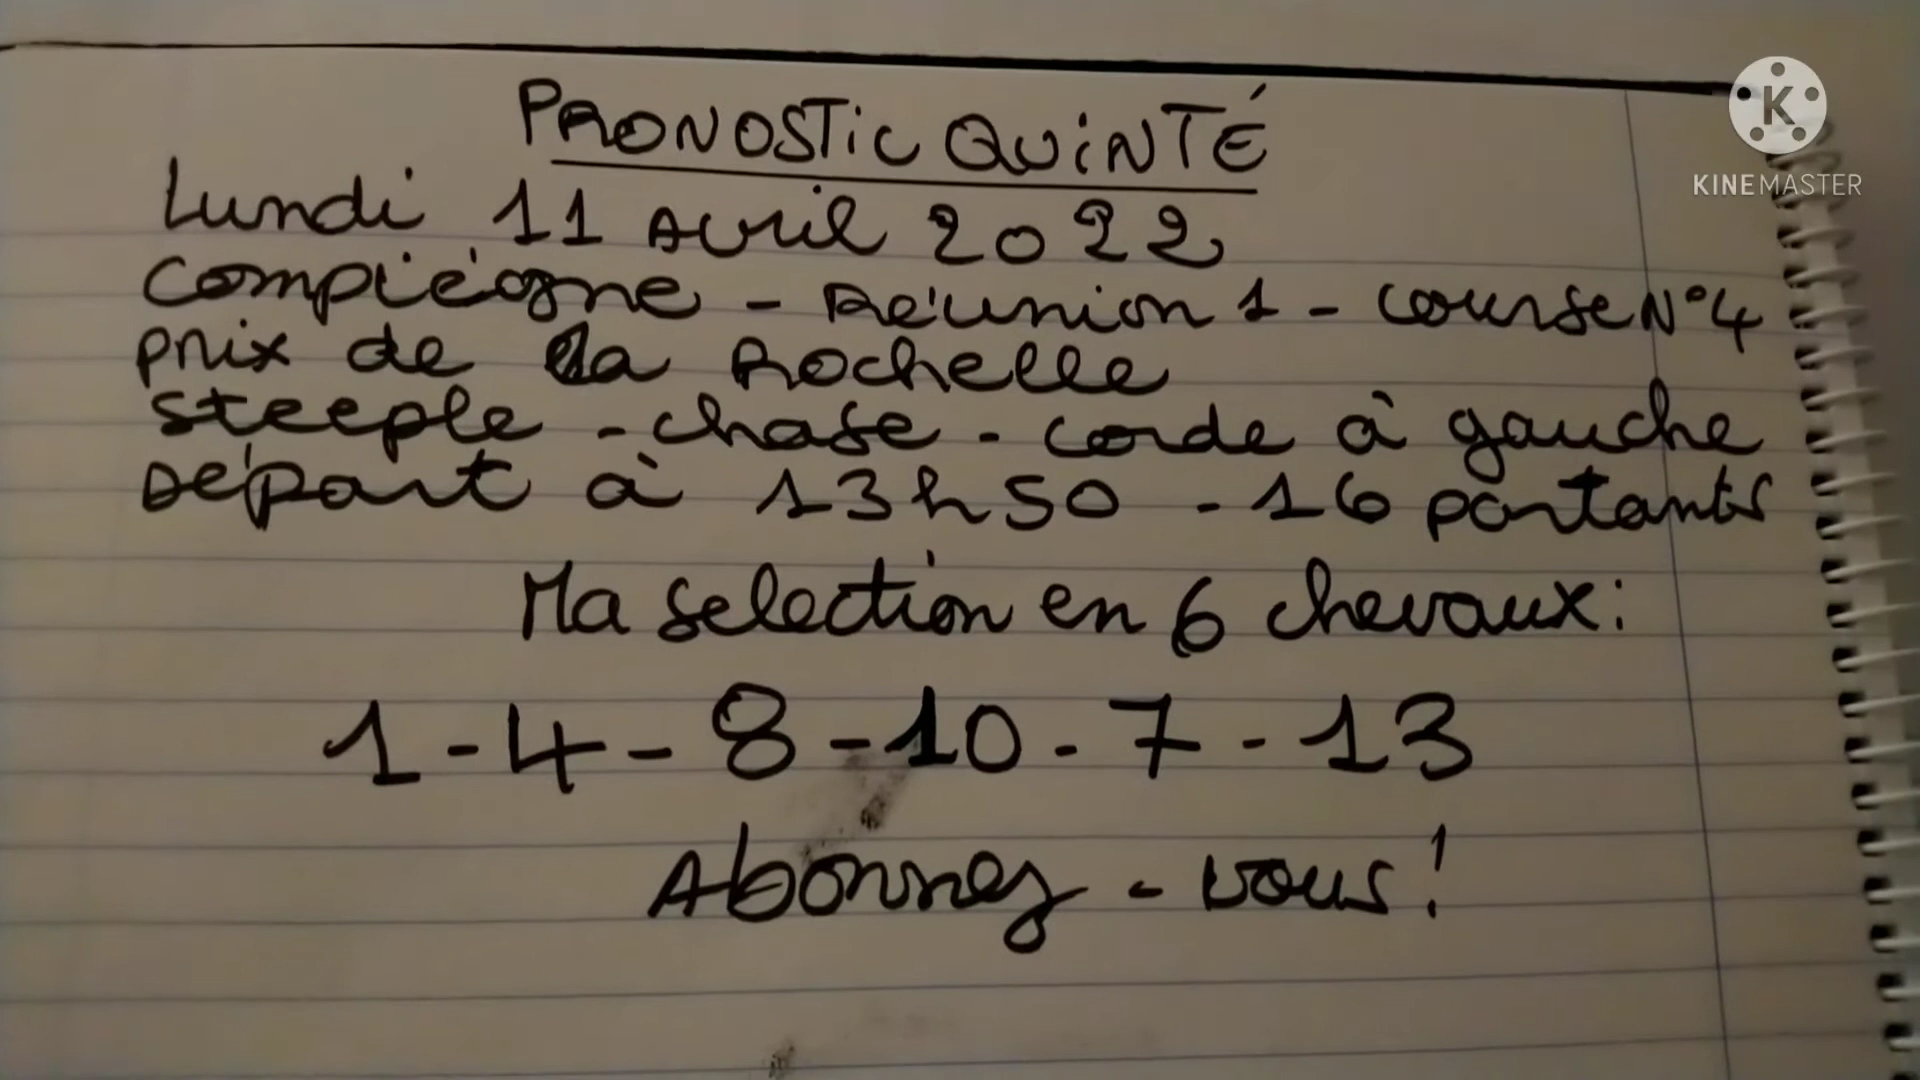 PRONOSTIC QUINTÉ
Lundi 11 Avril 2022
Compiégne - Réunion 1 - course N°4
prix de La Rochelle
steeple - chase - corde à gauche
Départ à 13h50 - 16 partants
Ma selection en 6 chevaux:
1 - 4 - 8 - 10 - 7 - 13
Abonnez - vous!
K
KINEMASTER